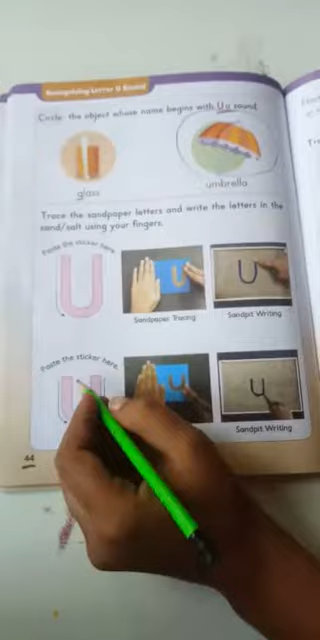 Recognising Letter U Sound
Circle the object whose name begins with Uu sound.
glass
umbrella
Trace the sandpaper letters and write the letters in the
sand/salt using your fingers.
Paste the sticker here.
U
U
Sandpaper Tracing
Sandpit Writing
Paste the sticker here.
Sandpit Writing
44